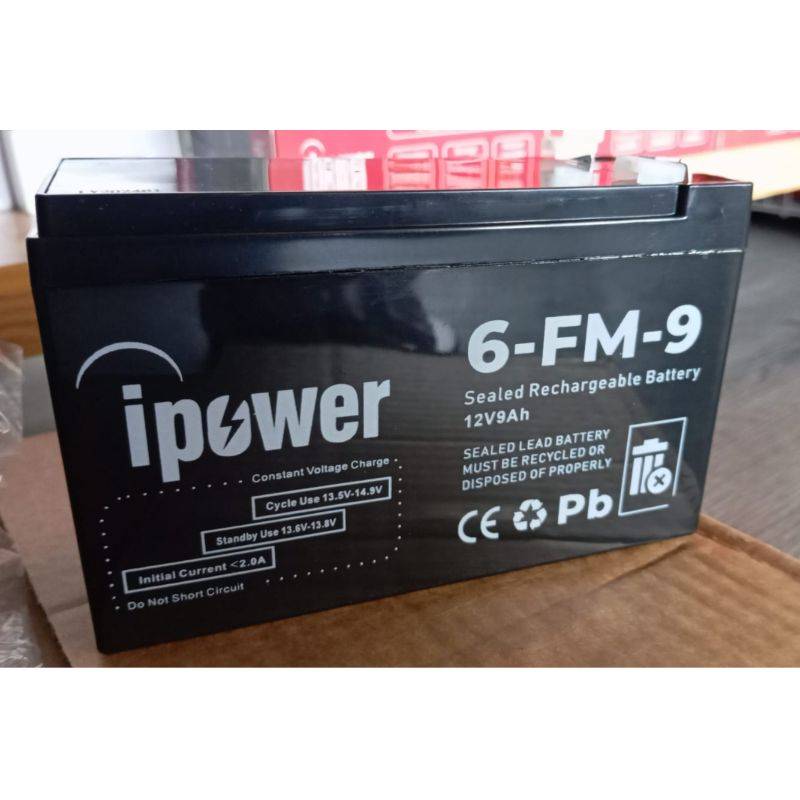 6-FM-9
Sealed Rechargeable Battery
12V9Ah
ipower
SEALED LEAD BATTERY
MUST BE RECYCLED OR
DISPOSED OF PROPERLY
CE Pb
Constant Voltage Charge
Cycle Use 13.5V-14.9V
Standby Use 13.6V-13.8V
Initial Current <2.0A
Do Not Short Circuit